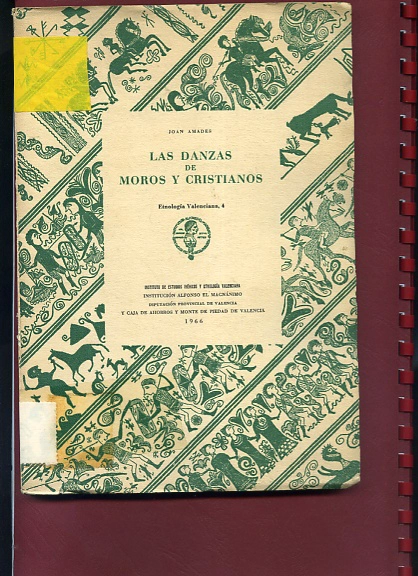 JOAN AMADES
LAS DANZAS
DE
MOROS Y CRISTIANOS
Etnología Valenciana, 4
INSTITUTO DE ESTUDIOS IBÉRICOS Y ETNOLOGÍA VALENCIANA
INSTITUCIÓN ALFONSO EL MAGNÁNIMO
DIPUTACIÓN PROVINCIAL DE VALENCIA
Y CAJA DE AHORROS Y MONTE DE PIEDAD DE VALENCIA
1966